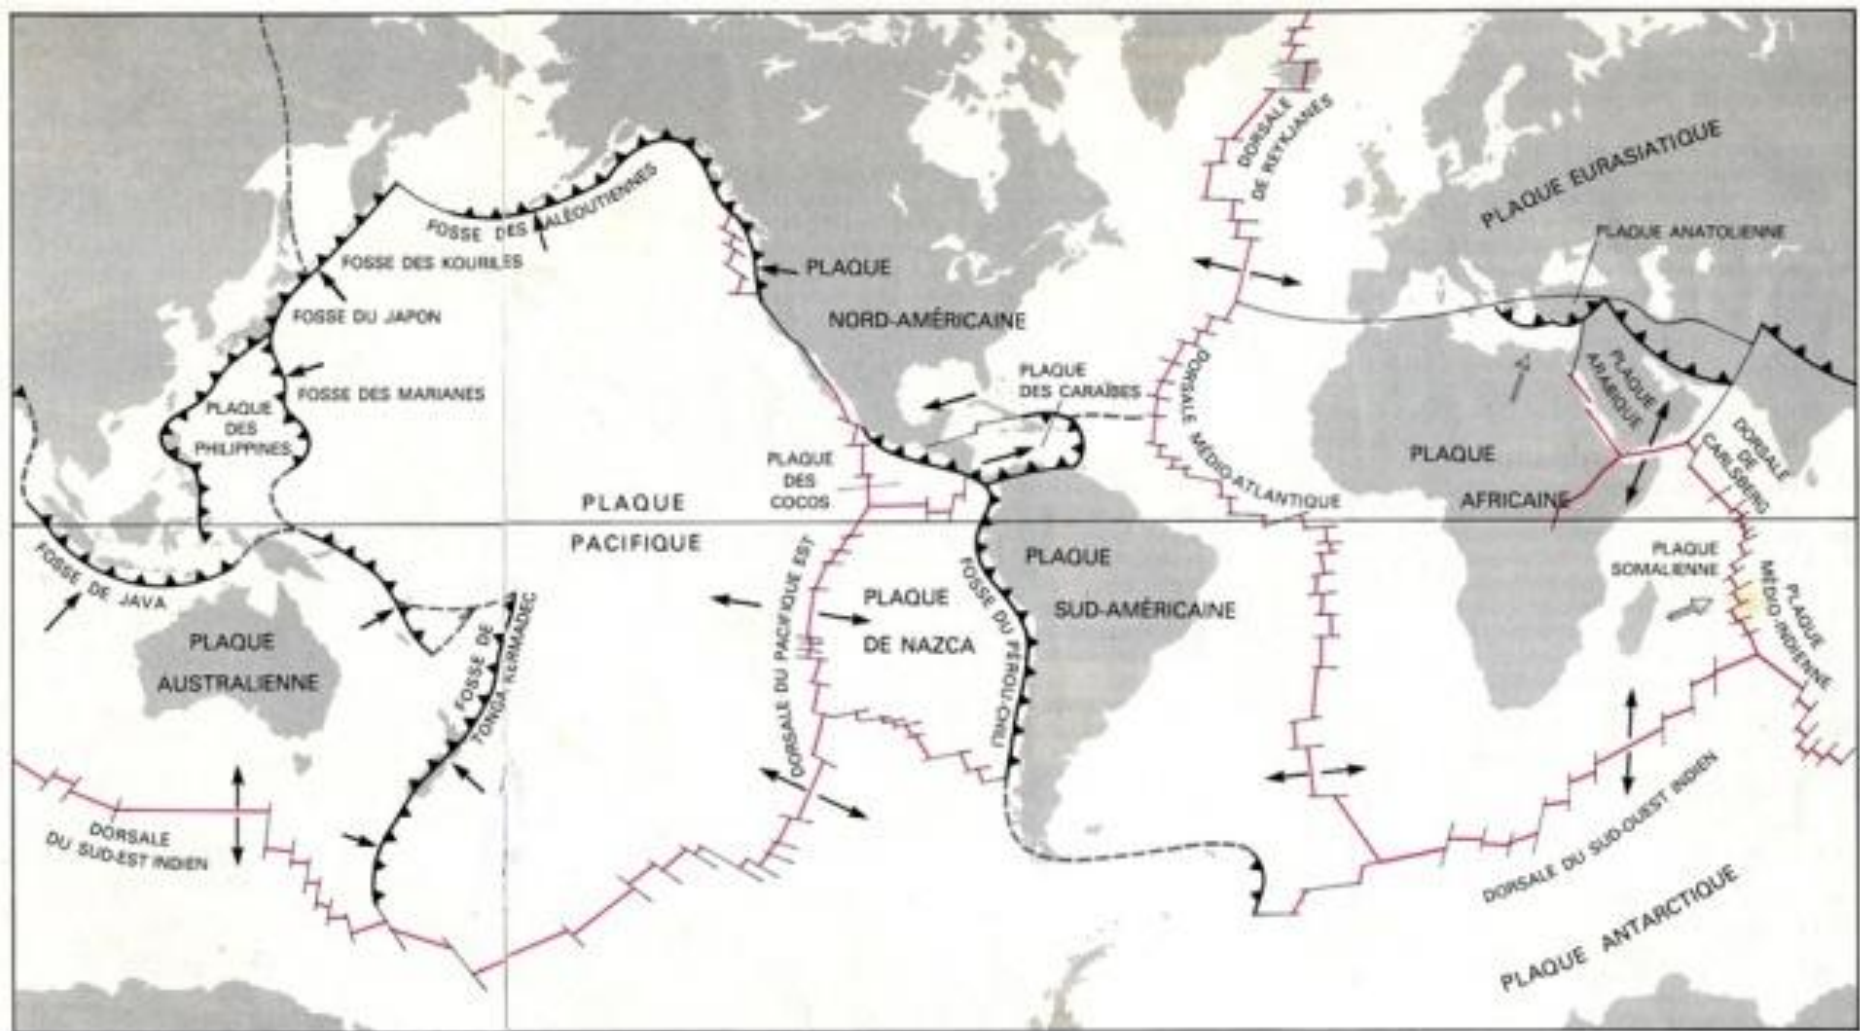 DORSALE
DE REYKJANES
PLAQUE EURASIATIQUE
PLAQUE ANATOLIENNE
FOSSE DES ALÉOUTIENNES
FOSSE DES KOURILES
FOSSE DU JAPON
FOSSE DES MARIANES
PLAQUE
DES
PHILIPPINES
PLAQUE
NORD-AMÉRICAINE
PLAQUE
DES CARAÏBES
DORSALE MÉDIO-ATLANTIQUE
PLAQUE
ARABIQUE
PLAQUE
AFRICAINE
DORSALE
DE
CARLSBERG
PLAQUE
DES
COCOS
PLAQUE
PACIFIQUE
FOSSE DE JAVA
PLAQUE
AUSTRALIENNE
FOSSE DE
TONGA KERMADEC
DORSALE DU PACIFIQUE EST
PLAQUE
DE NAZCA
FOSSE DU PÉROU-CHILI
PLAQUE
SUD-AMÉRICAINE
PLAQUE
SOMALIENNE
PLAQUE
MÉDIO-INDIENNE
DORSALE
DU SUD-EST INDIEN
DORSALE DU SUD-OUEST INDIEN
PLAQUE ANTARCTIQUE